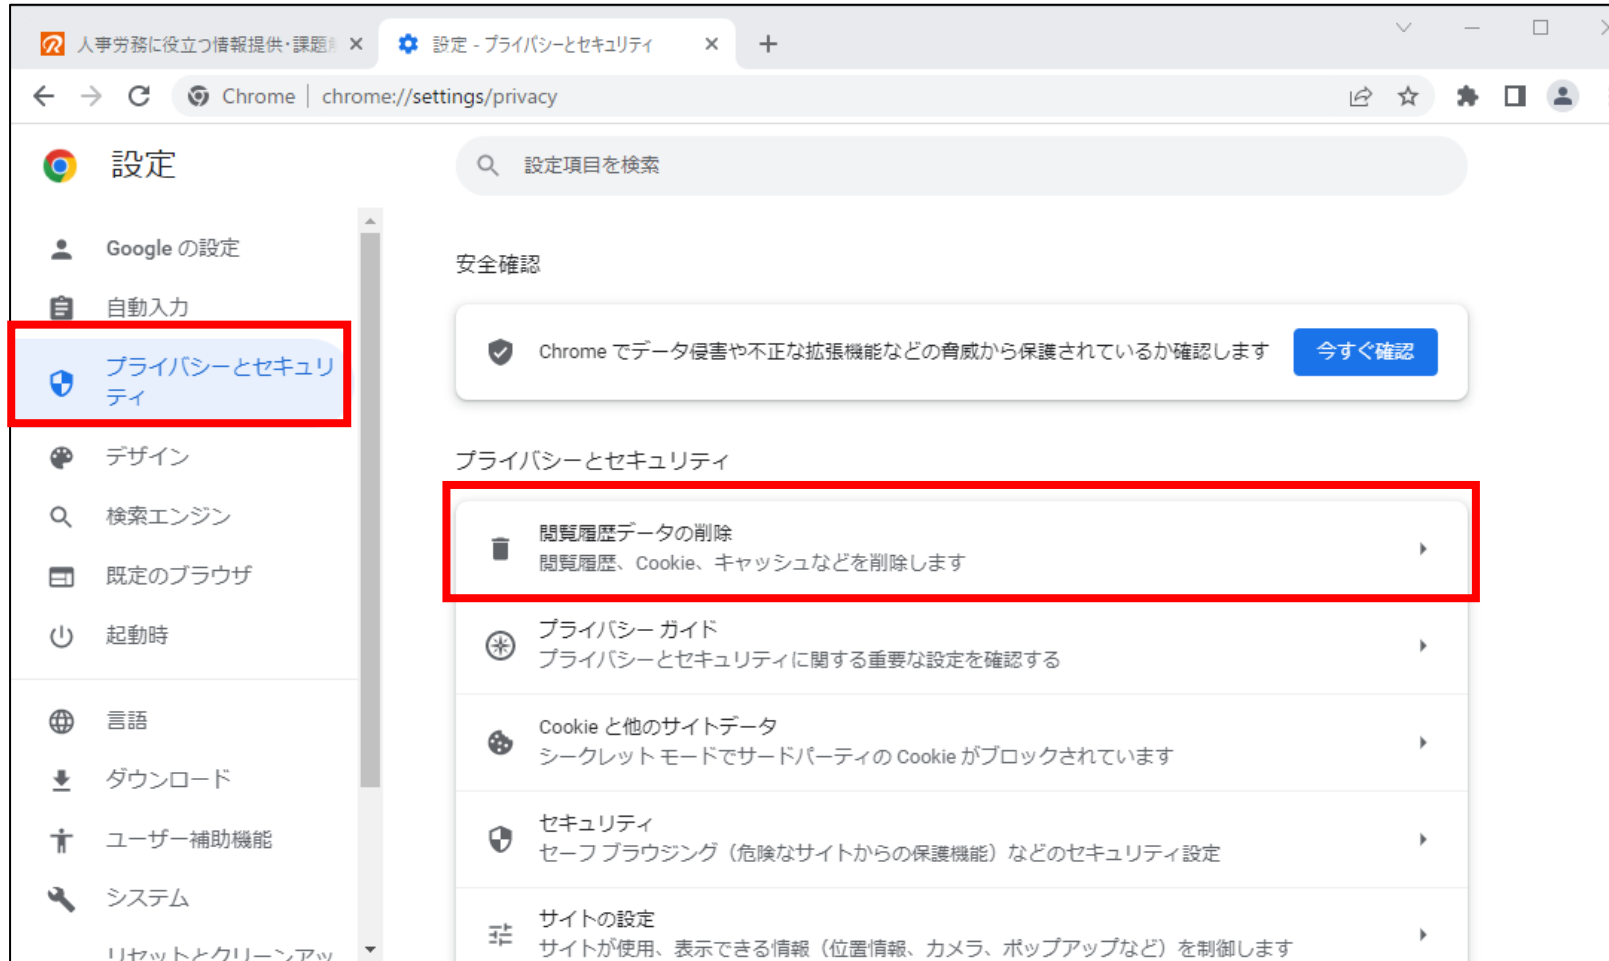 人事労務に役立つ情報提供・課題
設定 - プライバシーとセキュリティ
Chrome
chrome://settings/privacy
設定
設定項目を検索
Google の設定
自動入力
プライバシーとセキュリ
ティ
デザイン
検索エンジン
既定のブラウザ
起動時
言語
ダウンロード
ユーザー補助機能
システム
リセットとクリーンアッ
安全確認
Chrome でデータ侵害や不正な拡張機能などの脅威から保護されているか確認します
今すぐ確認
プライバシーとセキュリティ
閲覧履歴データの削除
閲覧履歴、Cookie、キャッシュなどを削除します
プライバシー ガイド
プライバシーとセキュリティに関する重要な設定を確認する
Cookie と他のサイトデータ
シークレット モードでサードパーティの Cookie がブロックされています
セキュリティ
セーフ ブラウジング（危険なサイトからの保護機能）などのセキュリティ設定
サイトの設定
サイトが使用、表示できる情報（位置情報、カメラ、ポップアップなど）を制御します